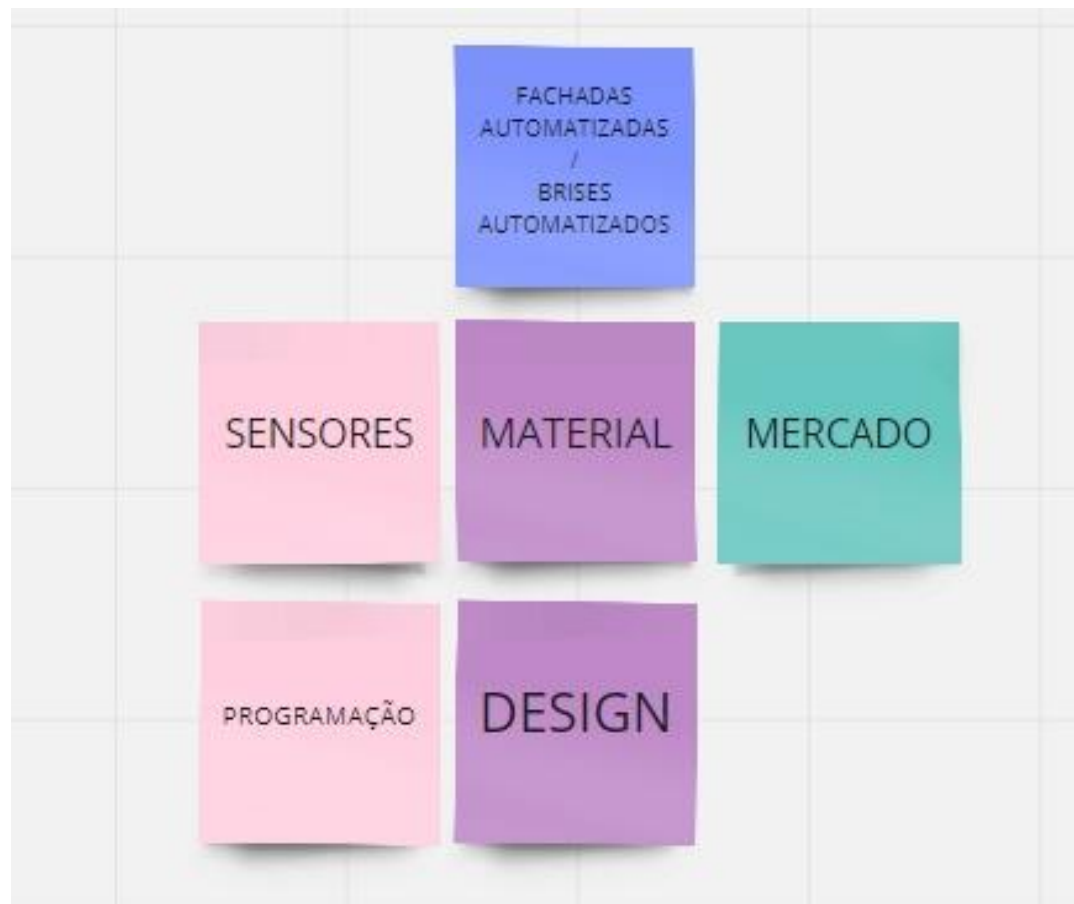 FACHADAS
AUTOMATIZADAS
/
BRISES
AUTOMATIZADOS
SENSORES
MATERIAL
MERCADO
PROGRAMAÇÃO
DESIGN